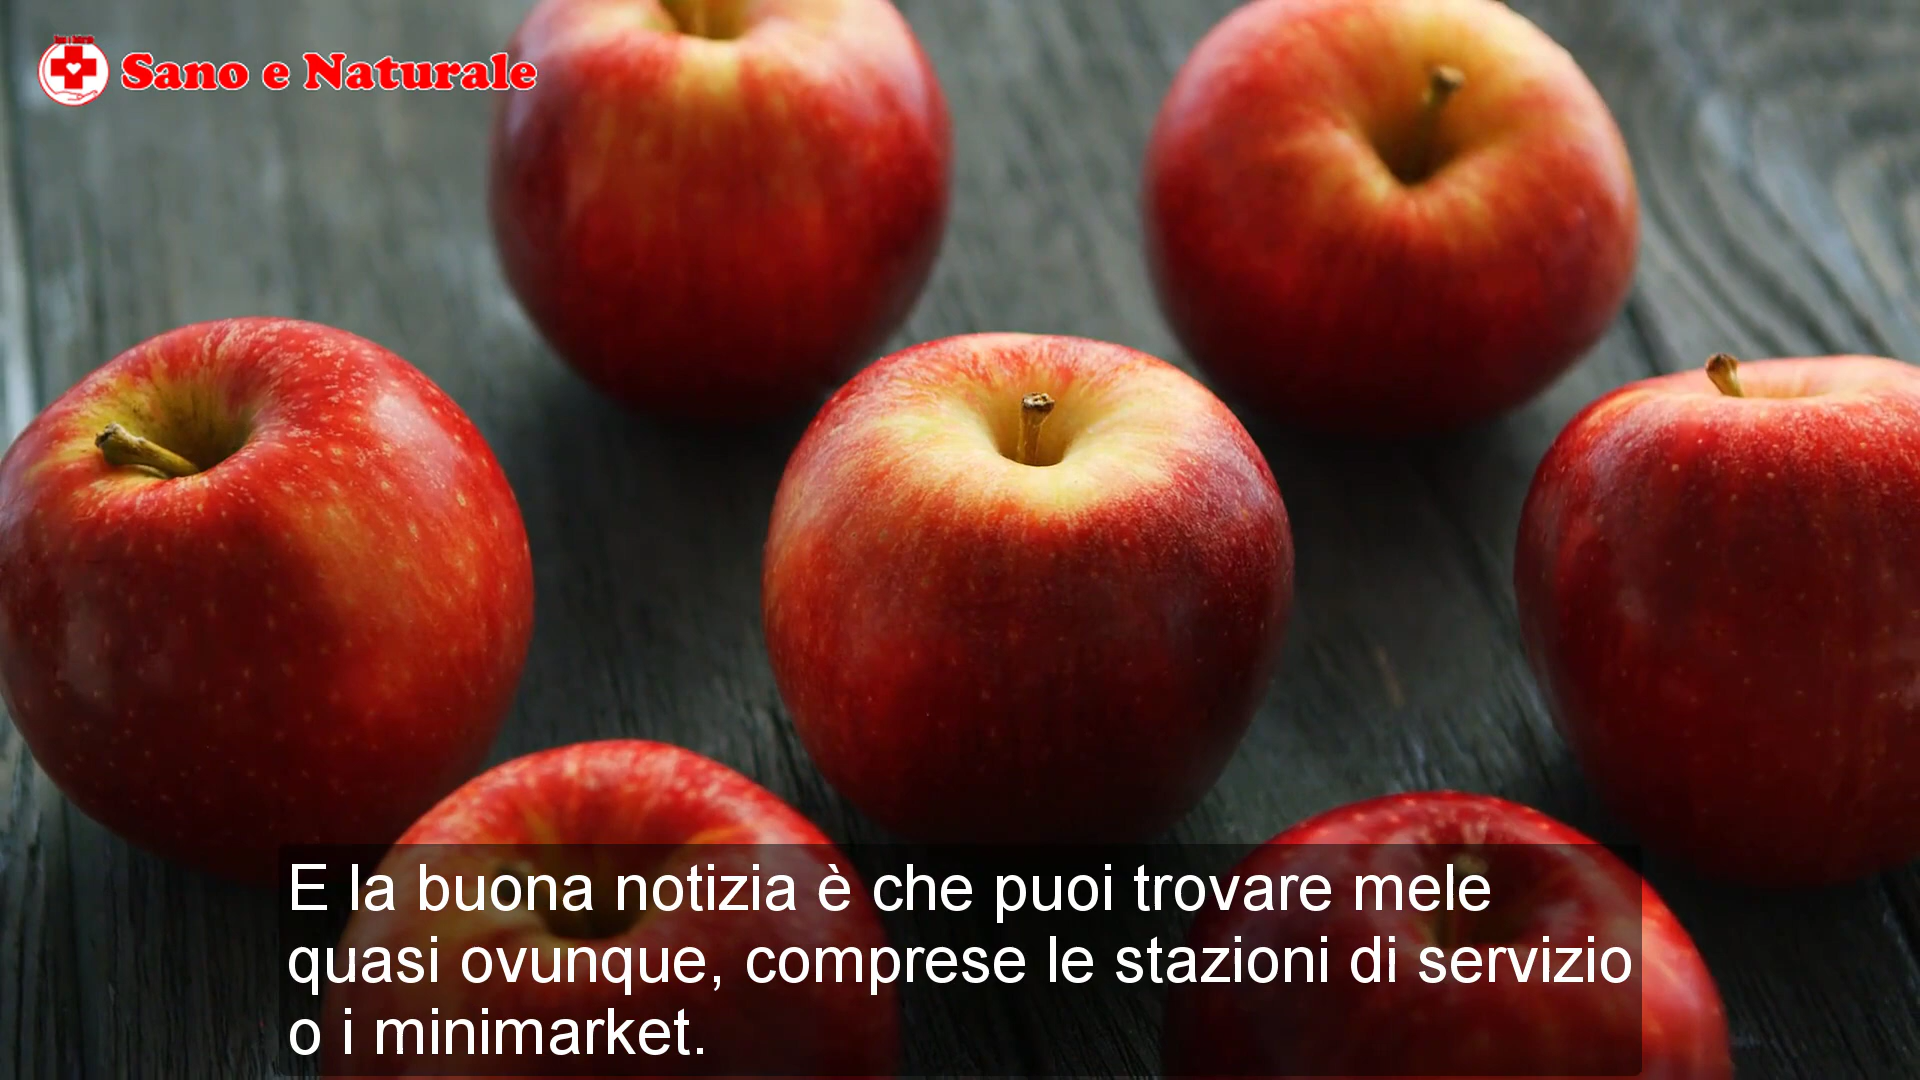 Sano e Naturale
E la buona notizia è che puoi trovare mele
quasi ovunque, comprese le stazioni di servizio
o i minimarket.